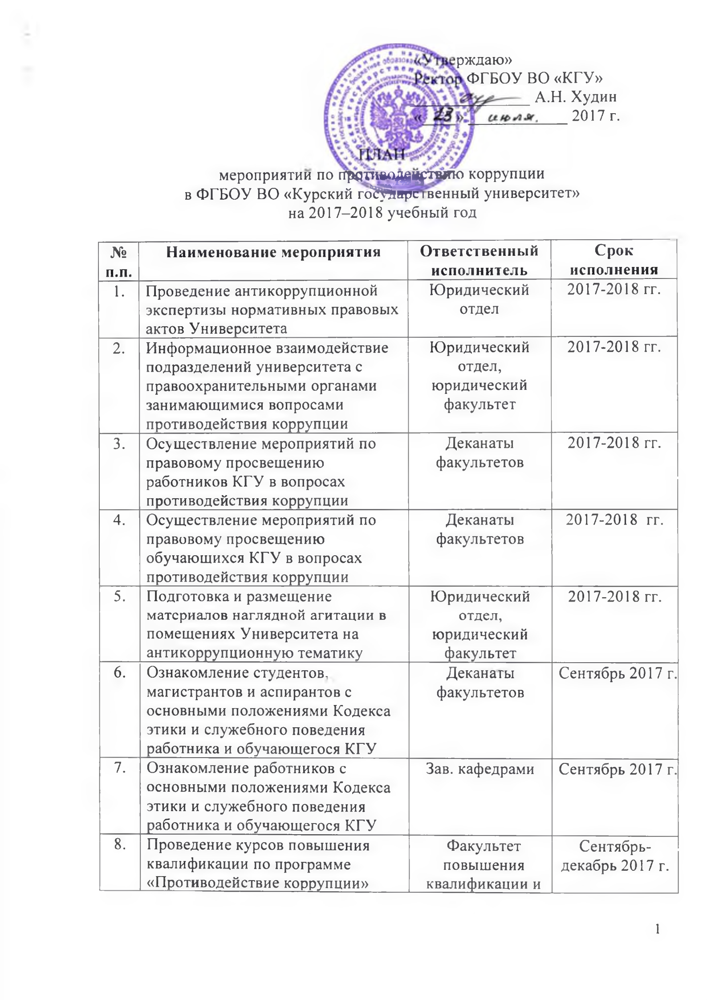 «Утверждаю»
Ректор ФГБОУ ВО «КГУ»
А.Н. Худин
«23» июля. 2017 г.
ПЛАН
мероприятий по противодействию коррупции
в ФГБОУ ВО «Курский государственный университет»
на 2017–2018 учебный год
№ п.п.
Наименование мероприятия
Ответственный
исполнитель
Срок
исполнения
1.
Проведение антикоррупционной
экспертизы нормативных правовых
актов Университета
Юридический
отдел
2017-2018 гг.
2.
Информационное взаимодействие
подразделений университета с
правоохранительными органами
занимающимися вопросами
противодействия коррупции
Юридический
отдел,
юридический
факультет
2017-2018 гг.
3.
Осуществление мероприятий по
правовому просвещению
работников КГУ в вопросах
противодействия коррупции
Деканаты
факультетов
2017-2018 гг.
4.
Осуществление мероприятий по
правовому просвещению
обучающихся КГУ в вопросах
противодействия коррупции
Деканаты
факультетов
2017-2018 гг.
5.
Подготовка и размещение
материалов наглядной агитации в
помещениях Университета на
антикоррупционную тематику
Юридический
отдел,
юридический
факультет
2017-2018 гг.
6.
Ознакомление студентов,
магистрантов и аспирантов с
основными положениями Кодекса
этики и служебного поведения
работника и обучающегося КГУ
Деканаты
факультетов
Сентябрь 2017 г.
7.
Ознакомление работников с
основными положениями Кодекса
этики и служебного поведения
работника и обучающегося КГУ
Зав. кафедрами
Сентябрь 2017 г.
8.
Проведение курсов повышения
квалификации по программе
«Противодействие коррупции»
Факультет
повышения
квалификации и
Сентябрь-
декабрь 2017 г.
1